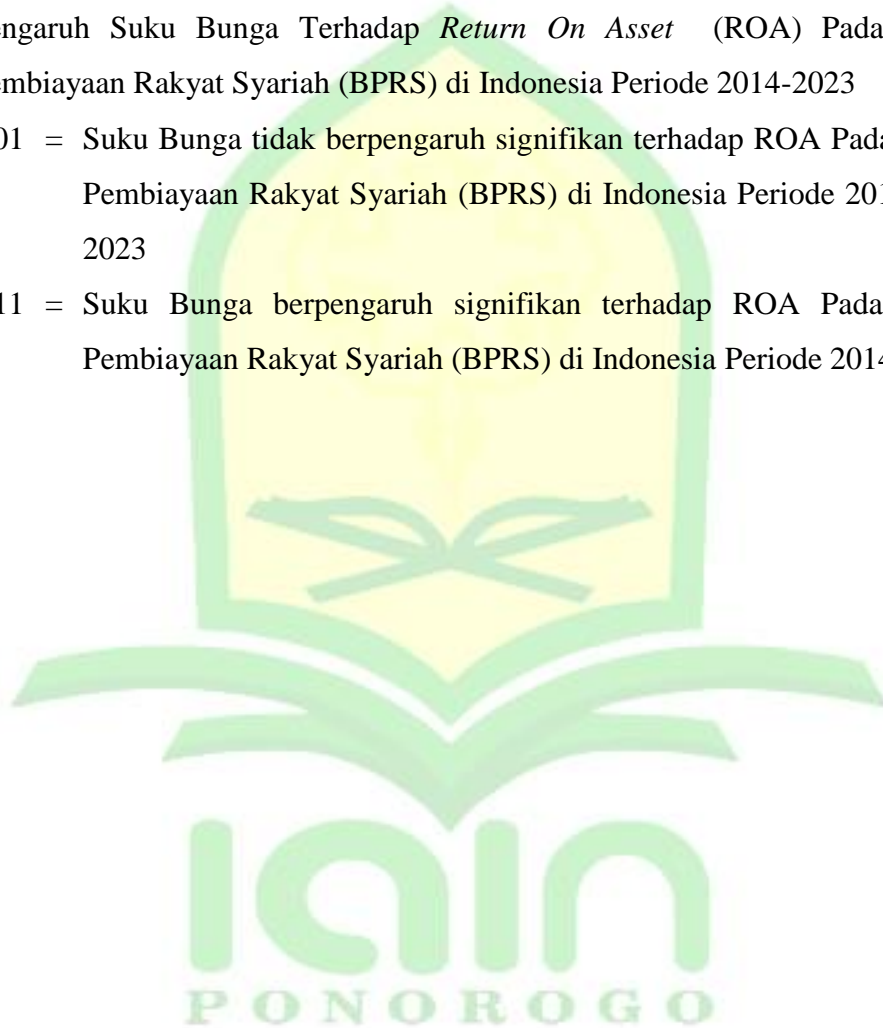 engaruh Suku Bunga Terhadap Return On Asset (ROA) Pada
embiayaan Rakyat Syariah (BPRS) di Indonesia Periode 2014-2023
01 = Suku Bunga tidak berpengaruh signifikan terhadap ROA Pada
Pembiayaan Rakyat Syariah (BPRS) di Indonesia Periode 201
2023
11 = Suku Bunga berpengaruh signifikan terhadap ROA Pada
Pembiayaan Rakyat Syariah (BPRS) di Indonesia Periode 2014
iain
PONOROGO